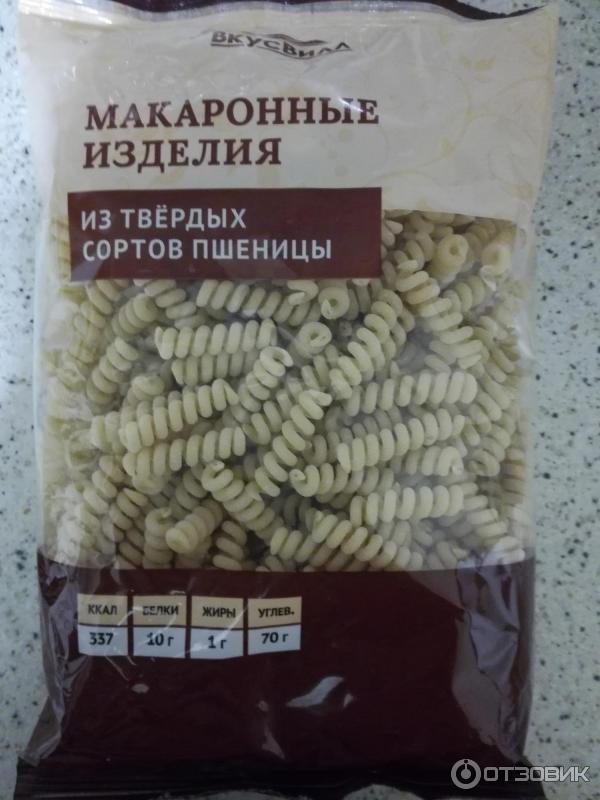 ВКУСВИЛЛ
МАКАРОННЫЕ
ИЗДЕЛИЯ
ИЗ ТВЁРДЫХ
СОРТОВ ПШЕНИЦЫ
ККАЛ БЕЛКИ ЖИРЫ УГЛЕВ.
337 10 г 1 г 70 г
ОТЗОВИК